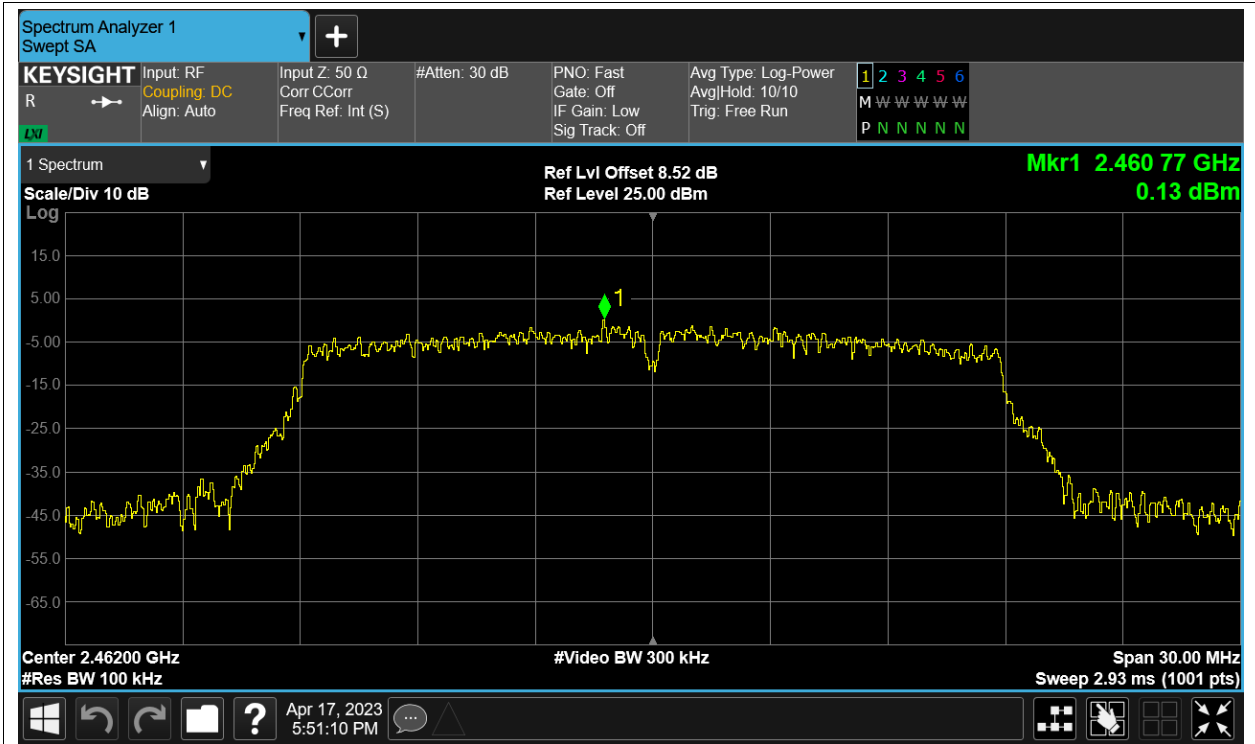 Spectrum Analyzer 1
Swept SA
+
KEYSIGHT
R
LXI
Input: RF
Coupling: DC
Align: Auto
Input Z: 50 Ω
Corr CCorr
Freq Ref: Int (S)
#Atten: 30 dB
PNO: Fast
Gate: Off
IF Gain: Low
Sig Track: Off
Avg Type: Log-Power
Avg|Hold: 10/10
Trig: Free Run
1 2 3 4 5 6
M W W W W W
P N N N N N
1 Spectrum
Scale/Div 10 dB
Log
Ref Lvl Offset 8.52 dB
Ref Level 25.00 dBm
Mkr1 2.460 77 GHz
0.13 dBm
15.0
5.00
1
-5.00
-15.0
-25.0
-35.0
-45.0
-55.0
-65.0
Center 2.46200 GHz
#Video BW 300 kHz
Span 30.00 MHz
#Res BW 100 kHz
Sweep 2.93 ms (1001 pts)
?
Apr 17, 2023
5:51:10 PM